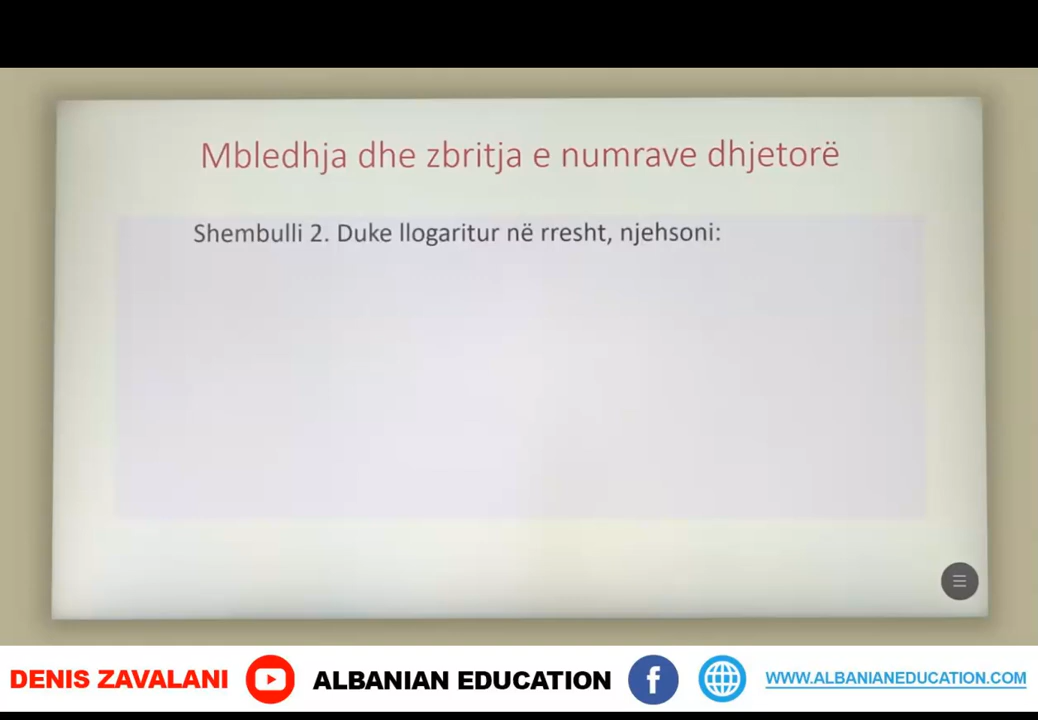 Mbledhja dhe zbritja e numrave dhjetorë
Shembulli 2. Duke llogaritur në rresht, njehsoni:
DENIS ZAVALANI
ALBANIAN EDUCATION
WWW.ALBANIANEDUCATION.COM